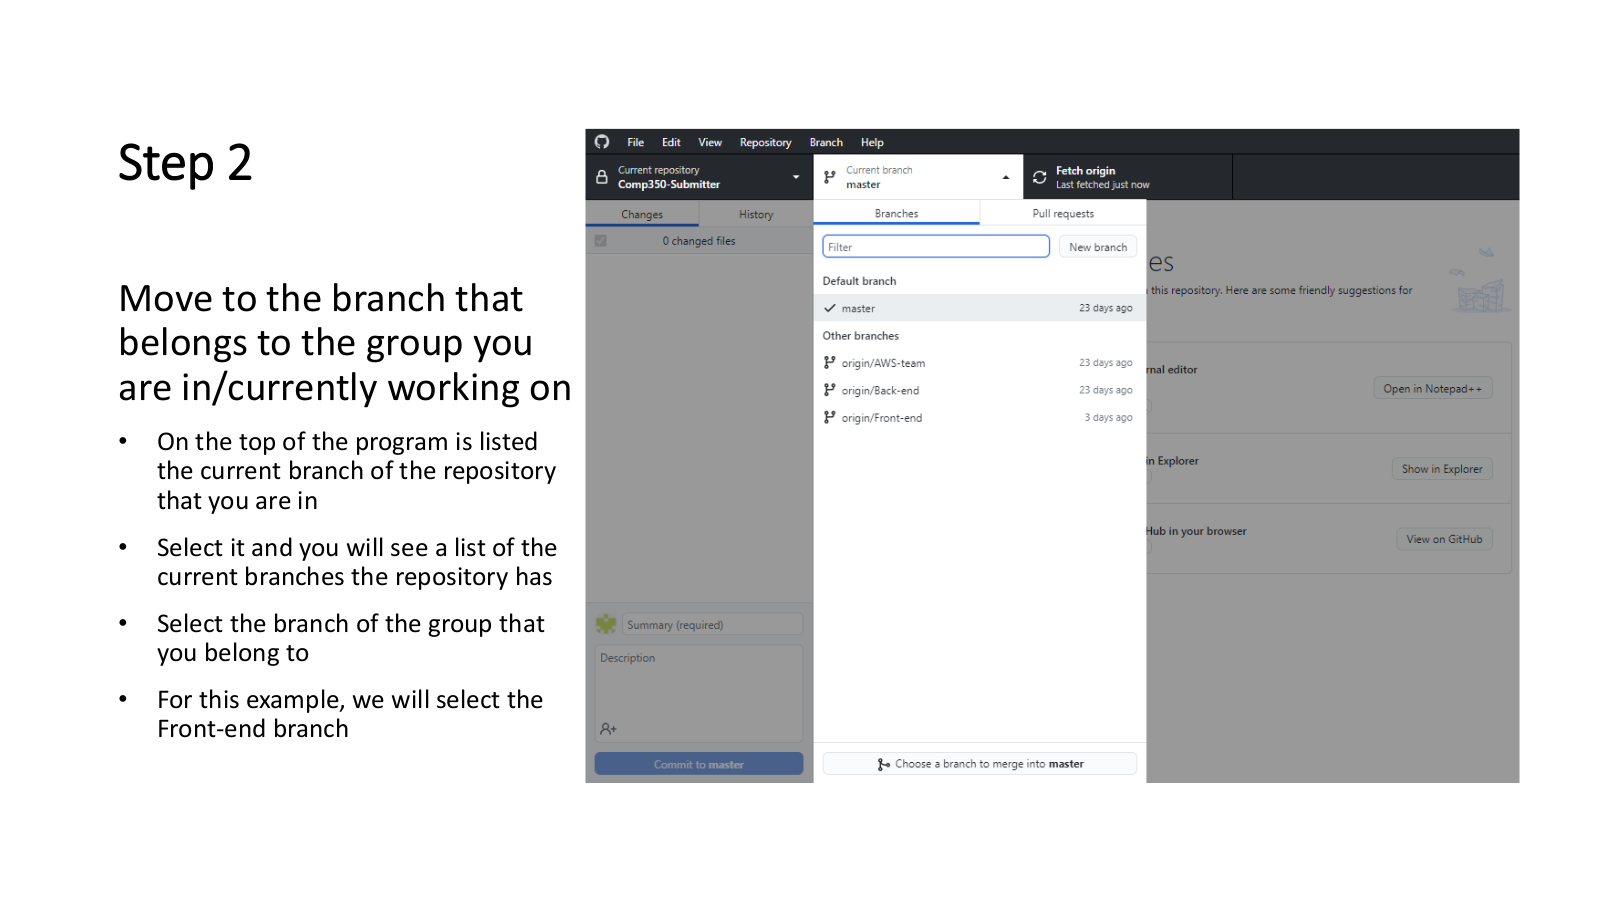 Step 2
Move to the branch that
belongs to the group you
are in/currently working on
• On the top of the program is listed
the current branch of the repository
that you are in
• Select it and you will see a list of the
current branches the repository has
• Select the branch of the group that
you belong to
• For this example, we will select the
Front-end branch
File Edit View Repository Branch Help
Current repository
Comp350-Submitter
Current branch
master
Fetch origin
Last fetched just now
Changes History
0 changed files
Branches Pull requests
Filter New branch
Default branch
master 23 days ago
Other branches
origin/AWS-team 23 days ago
origin/Back-end 23 days ago
origin/Front-end 3 days ago
Choose a branch to merge into master
Summary (required)
Description
Commit to master
es
this repository. Here are some friendly suggestions for
rnal editor
Open in Notepad++
in Explorer
Show in Explorer
Hub in your browser
View on GitHub